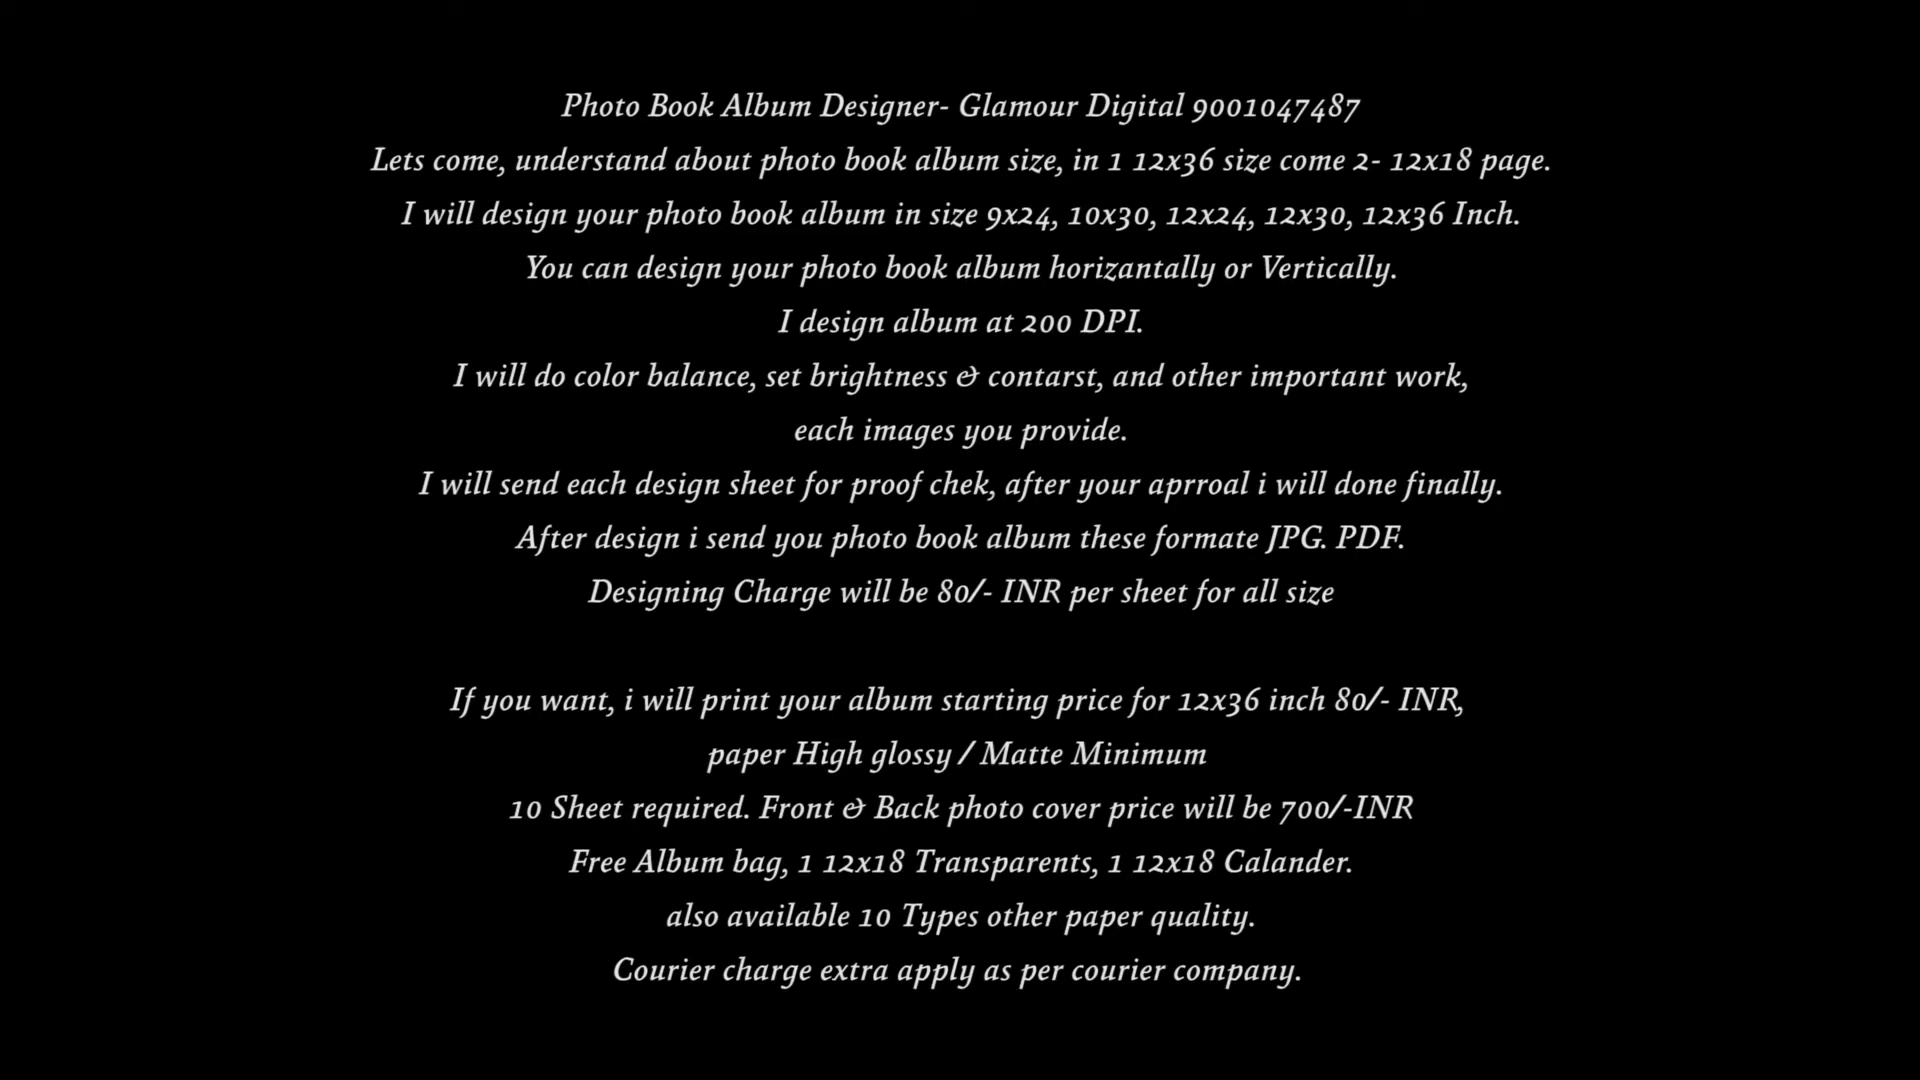 Photo Book Album Designer- Glamour Digital 9001047487
Lets come, understand about photo book album size, in 1 12x36 size come 2- 12x18 page.
I will design your photo book album in size 9x24, 10x30, 12x24, 12x30, 12x36 Inch.
You can design your photo book album horizantally or Vertically.
I design album at 200 DPI.
I will do color balance, set brightness & contarst, and other important work,
each images you provide.
I will send each design sheet for proof chek, after your aprroal i will done finally.
After design i send you photo book album these formate JPG. PDF.
Designing Charge will be 80/- INR per sheet for all size
If you want, i will print your album starting price for 12x36 inch 80/- INR,
paper High glossy / Matte Minimum
10 Sheet required. Front & Back photo cover price will be 700/-INR
Free Album bag, 1 12x18 Transparents, 1 12x18 Calander.
also available 10 Types other paper quality.
Courier charge extra apply as per courier company.